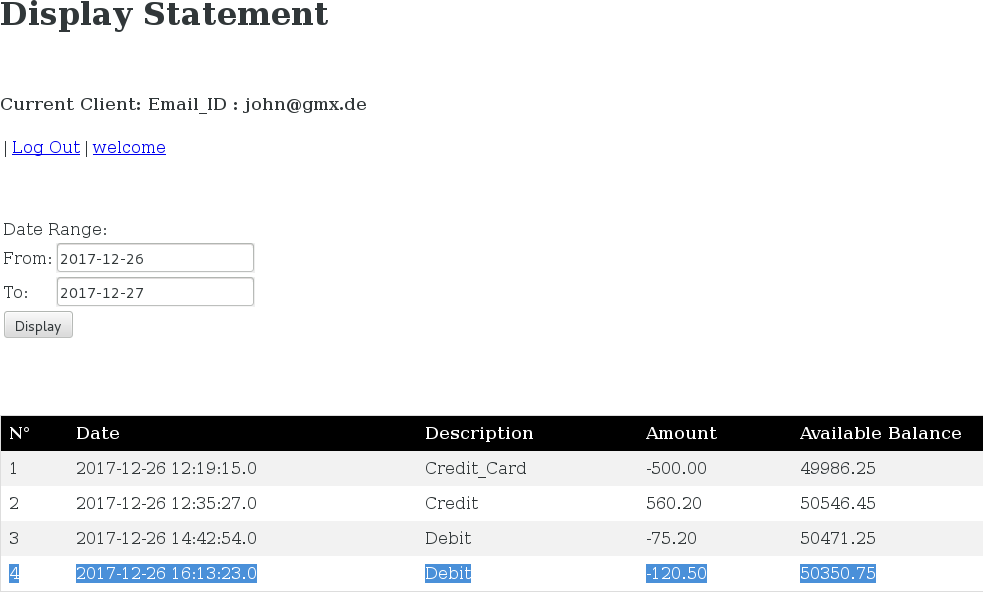 Display Statement
Current Client: Email_ID : john@gmx.de
| Log Out | welcome
Date Range:
From: 2017-12-26
To: 2017-12-27
Display
N° Date Description Amount Available Balance
1 2017-12-26 12:19:15.0 Credit_Card -500.00 49986.25
2 2017-12-26 12:35:27.0 Credit 560.20 50546.45
3 2017-12-26 14:42:54.0 Debit -75.20 50471.25
4 2017-12-26 16:13:23.0 Debit -120.50 50350.75